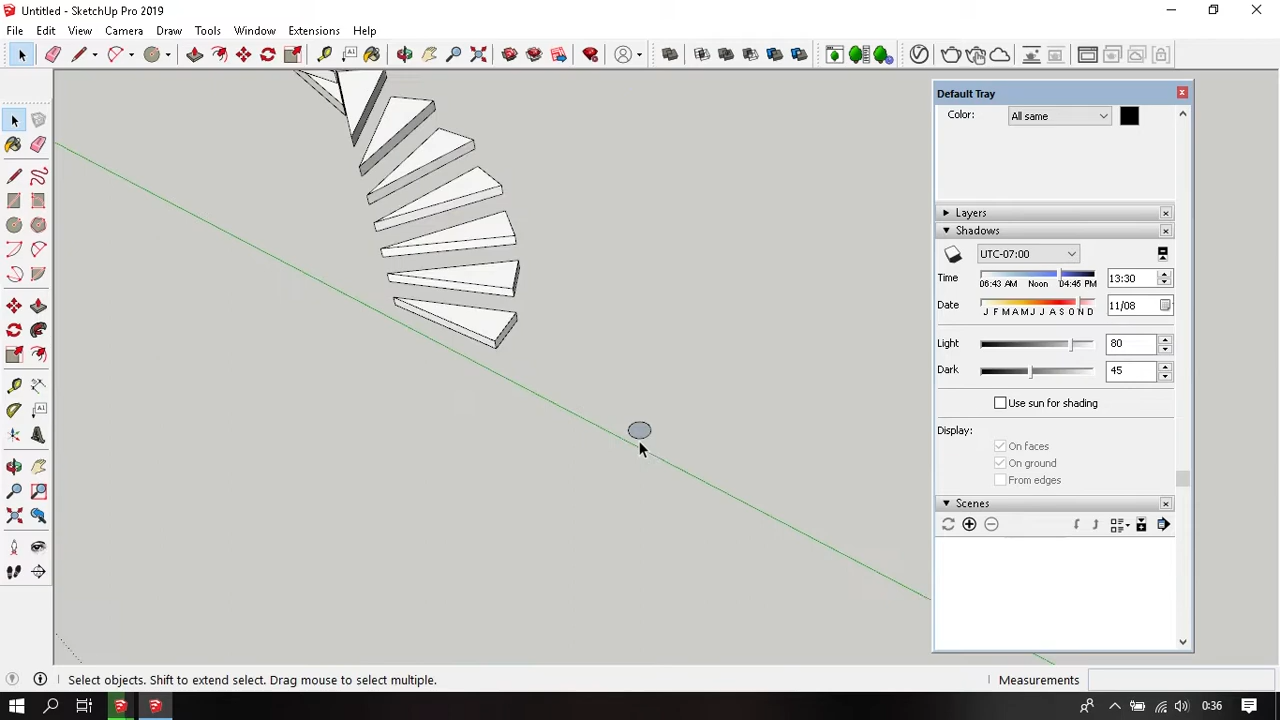 Untitled - SketchUp Pro 2019
File Edit View Camera Draw Tools Window Extensions Help
Default Tray
Color: All same
Layers
Shadows
UTC-07:00
Time 06:43 AM Noon 04:45 PM 13:30
Date J F M A M J J A S O N D 11/08
Light 80
Dark 45
Use sun for shading
Display:
On faces
On ground
From edges
Scenes
Select objects. Shift to extend select. Drag mouse to select multiple.
Measurements
0:36